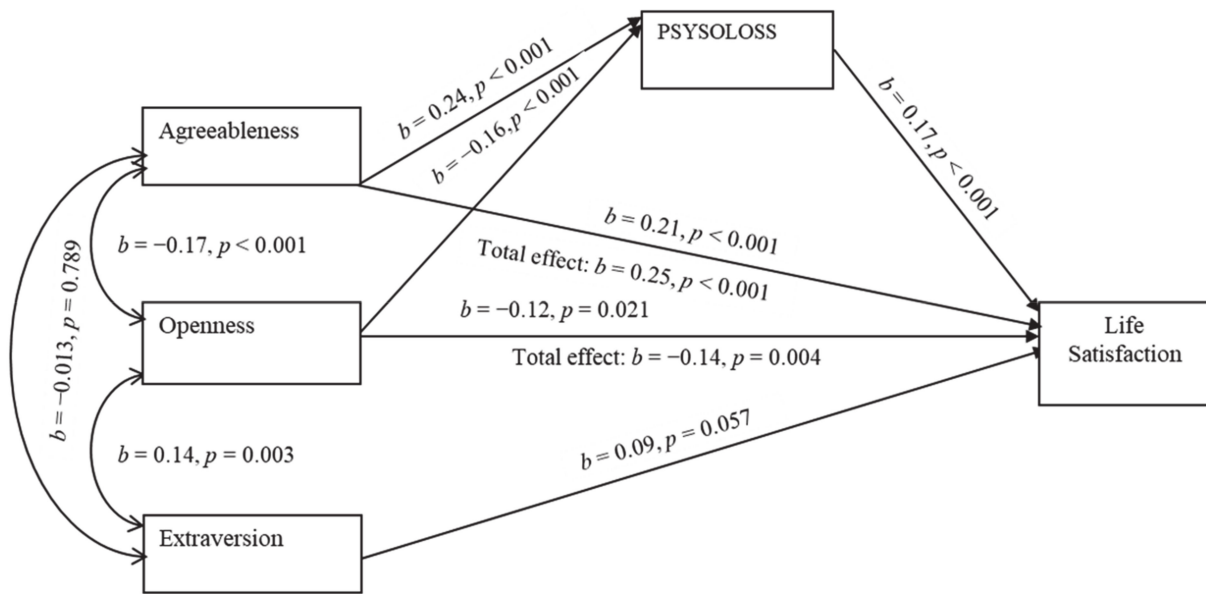 PSYSOLOSS
b = 0.24, p < 0.001
b = −0.16, p < 0.001
b = 0.17, p < 0.001
Agreeableness
b = −0.17, p < 0.001
b = 0.21, p < 0.001
Total effect: b = 0.25, p < 0.001
b = −0.013, p = 0.789
Openness
b = −0.12, p = 0.021
Total effect: b = −0.14, p = 0.004
Life
Satisfaction
b = 0.14, p = 0.003
b = 0.09, p = 0.057
Extraversion